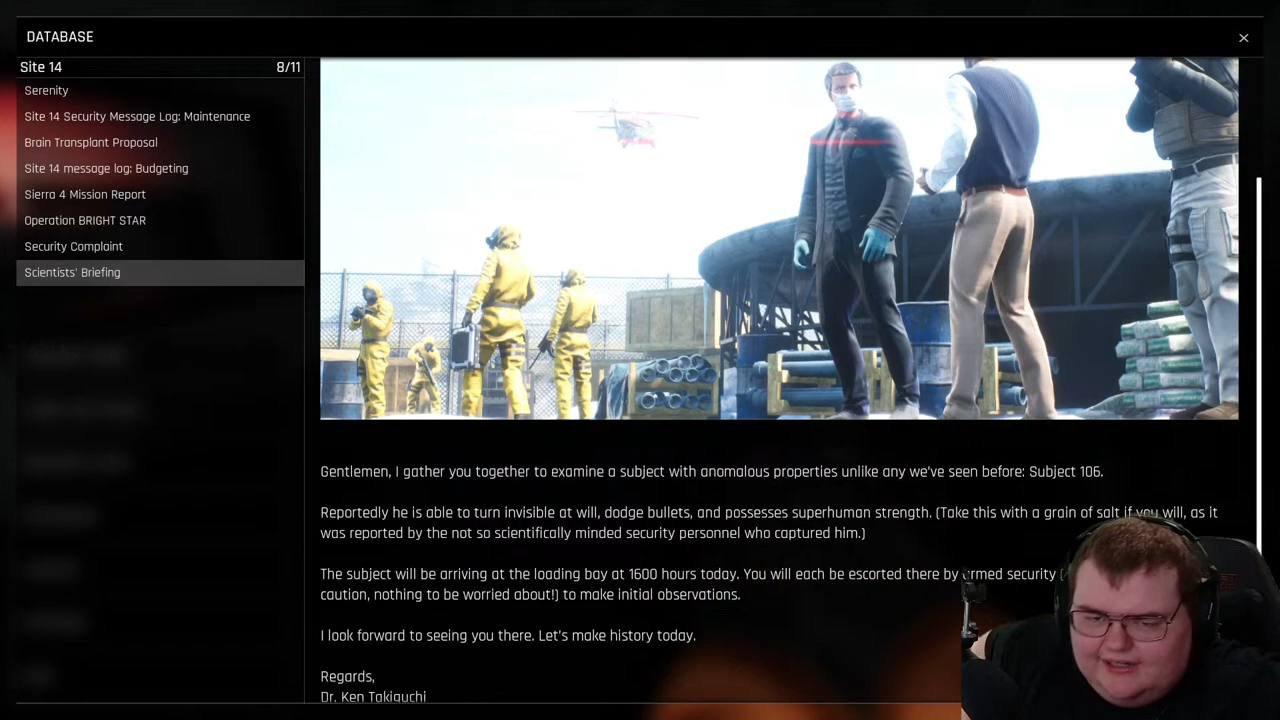 DATABASE
Site 14 8/11
Serenity
Site 14 Security Message Log: Maintenance
Brain Transplant Proposal
Site 14 message log: Budgeting
Sierra 4 Mission Report
Operation BRIGHT STAR
Security Complaint
Scientists' Briefing
Gentlemen, I gather you together to examine a subject with anomalous properties unlike any we've seen before: Subject 106.
Reportedly he is able to turn invisible at will, dodge bullets, and possesses superhuman strength. (Take this with a grain of salt if you will, as it
was reported by the not so scientifically minded security personnel who captured him.)
The subject will be arriving at the loading bay at 1600 hours today. You will each be escorted there by armed security (
caution, nothing to be worried about!) to make initial observations.
I look forward to seeing you there. Let's make history today.
Regards,
Dr. Ken Takiguchi